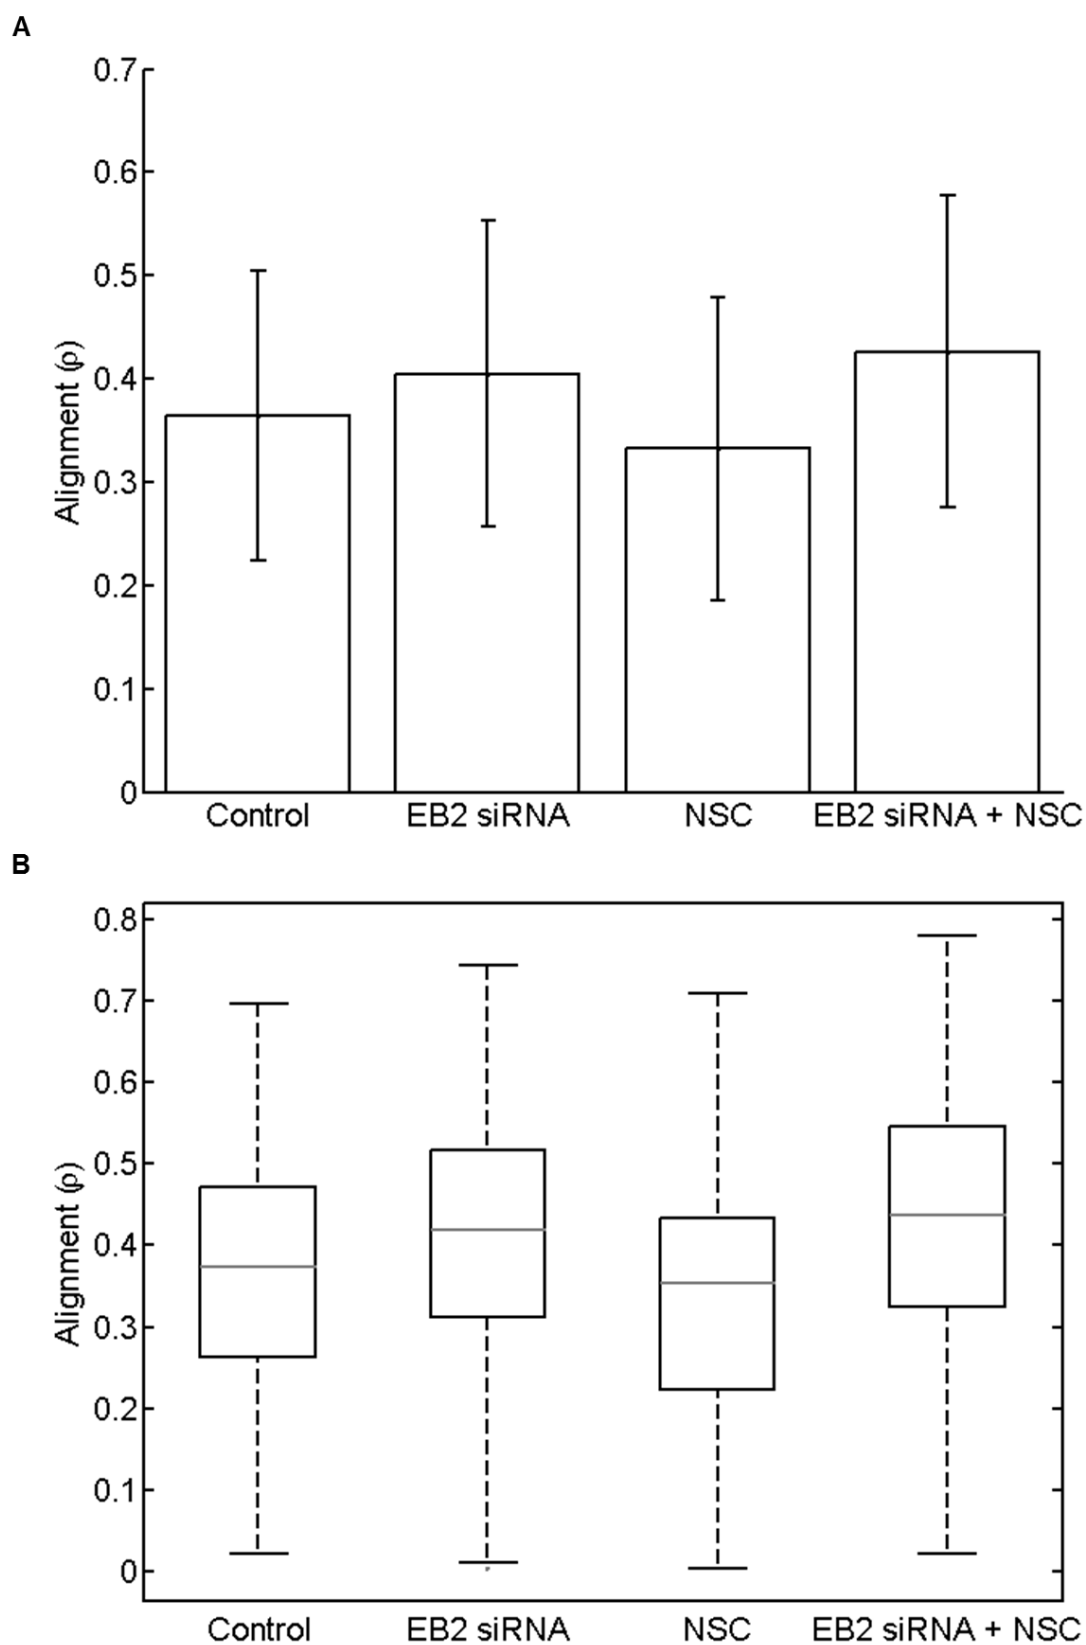 A
0.7
0.6
0.5
0.4
0.3
0.2
0.1
0
Alignment (ρ)
Control EB2 siRNA NSC EB2 siRNA + NSC
B
0.8
0.7
0.6
0.5
0.4
0.3
0.2
0.1
0
Alignment (ρ)
Control EB2 siRNA NSC EB2 siRNA + NSC